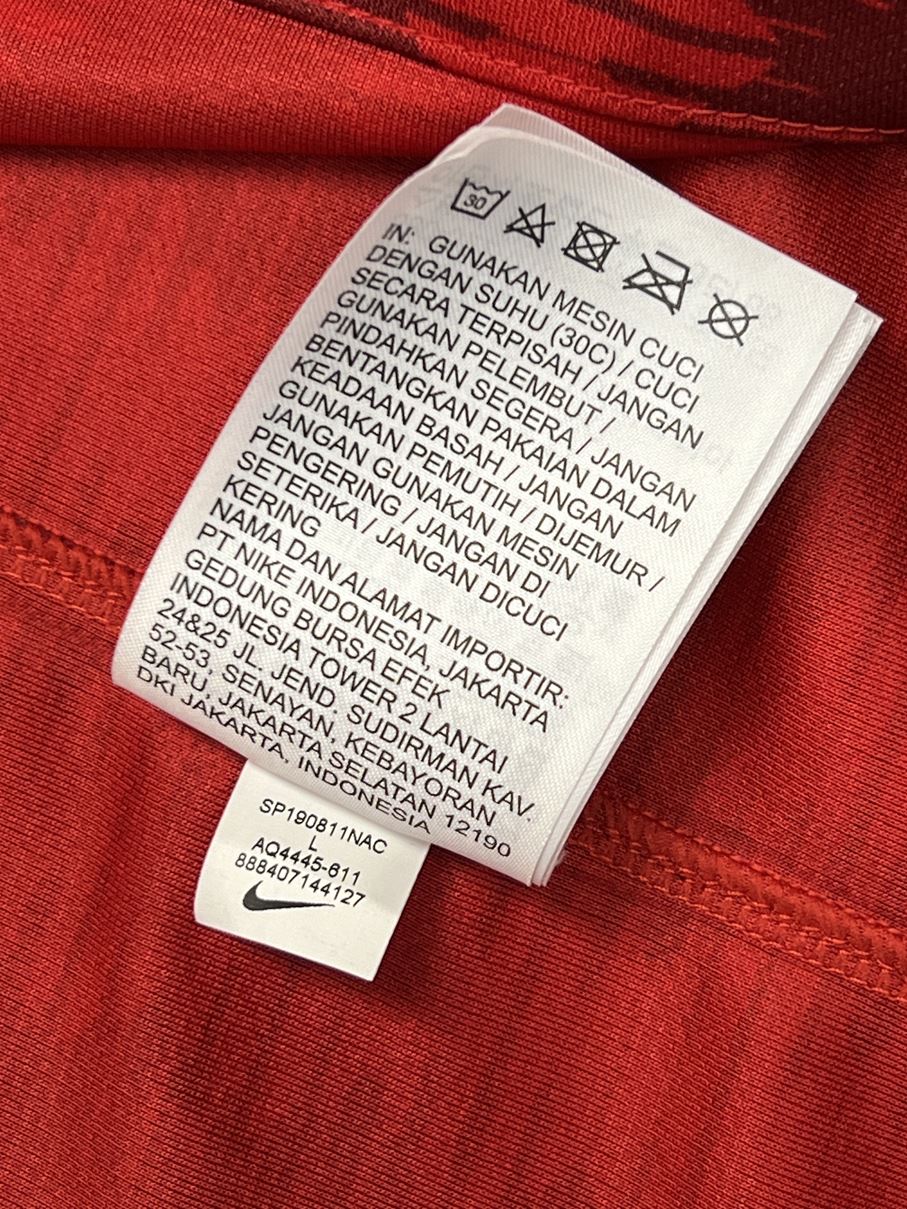 30
IN: GUNAKAN MESIN CUCI
DENGAN SUHU (30C) / CUCI
SECARA TERPISAH / JANGAN
GUNAKAN PELEMBUT /
PINDAHKAN SEGERA / JANGAN
BENTANGKAN PAKAIAN DALAM
KEADAAN BASAH / JANGAN
GUNAKAN PEMUTIH / DIJEMUR /
JANGAN GUNAKAN MESIN
PENGERING / JANGAN DI
SETERIKA / JANGAN DICUCI
KERING
NAMA DAN ALAMAT IMPORTIR:
PT NIKE INDONESIA, JAKARTA
GEDUNG BURSA EFEK
INDONESIA TOWER 2 LANTAI
24&25 JL. JEND. SUDIRMAN KAV.
52-53, SENAYAN, KEBAYORAN
BARU, JAKARTA SELATAN 12190
DKI JAKARTA, INDONESIA
SP190811NAC
L
AQ4445-611
888407144127